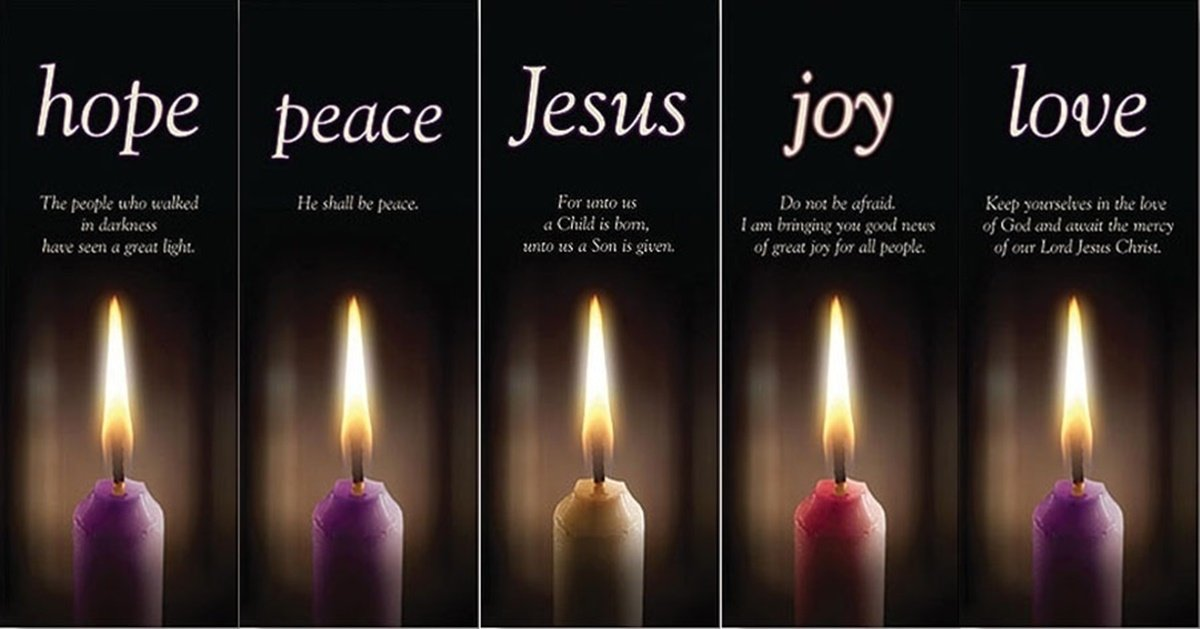 hope
The people who walked
in darkness
have seen a great light.
peace
He shall be peace.
Jesus
For unto us
a Child is born,
unto us a Son is given.
joy
Do not be afraid.
I am bringing you good news
of great joy for all people.
love
Keep yourselves in the love
of God and await the mercy
of our Lord Jesus Christ.